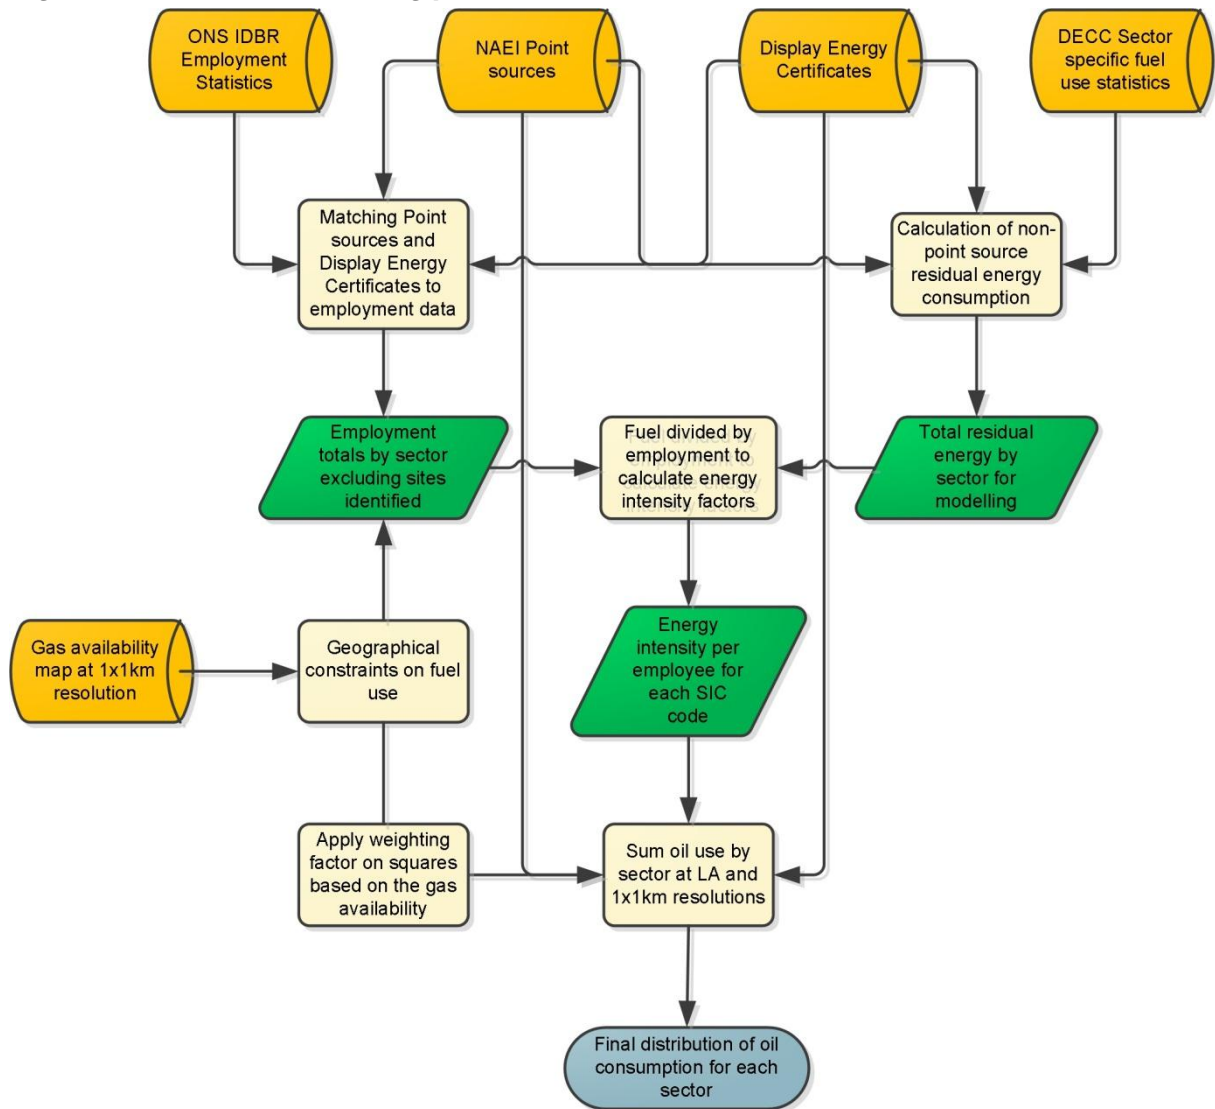 ONS IDBR
Employment
Statistics
NAEI Point
sources
Display Energy
Certificates
DECC Sector
specific fuel
use statistics
Matching Point
sources and
Display Energy
Certificates to
employment data
Calculation of non-
point source
residual energy
consumption
Employment
totals by sector
excluding sites
identified
Fuel divided by
employment to
calculate energy
intensity factors
Total residual
energy by
sector for
modelling
Gas availability
map at 1x1km
resolution
Geographical
constraints on fuel
use
Energy
intensity per
employee for
each SIC
code
Apply weighting
factor on squares
based on the gas
availability
Sum oil use by
sector at LA and
1x1km resolutions
Final distribution of oil
consumption for each
sector